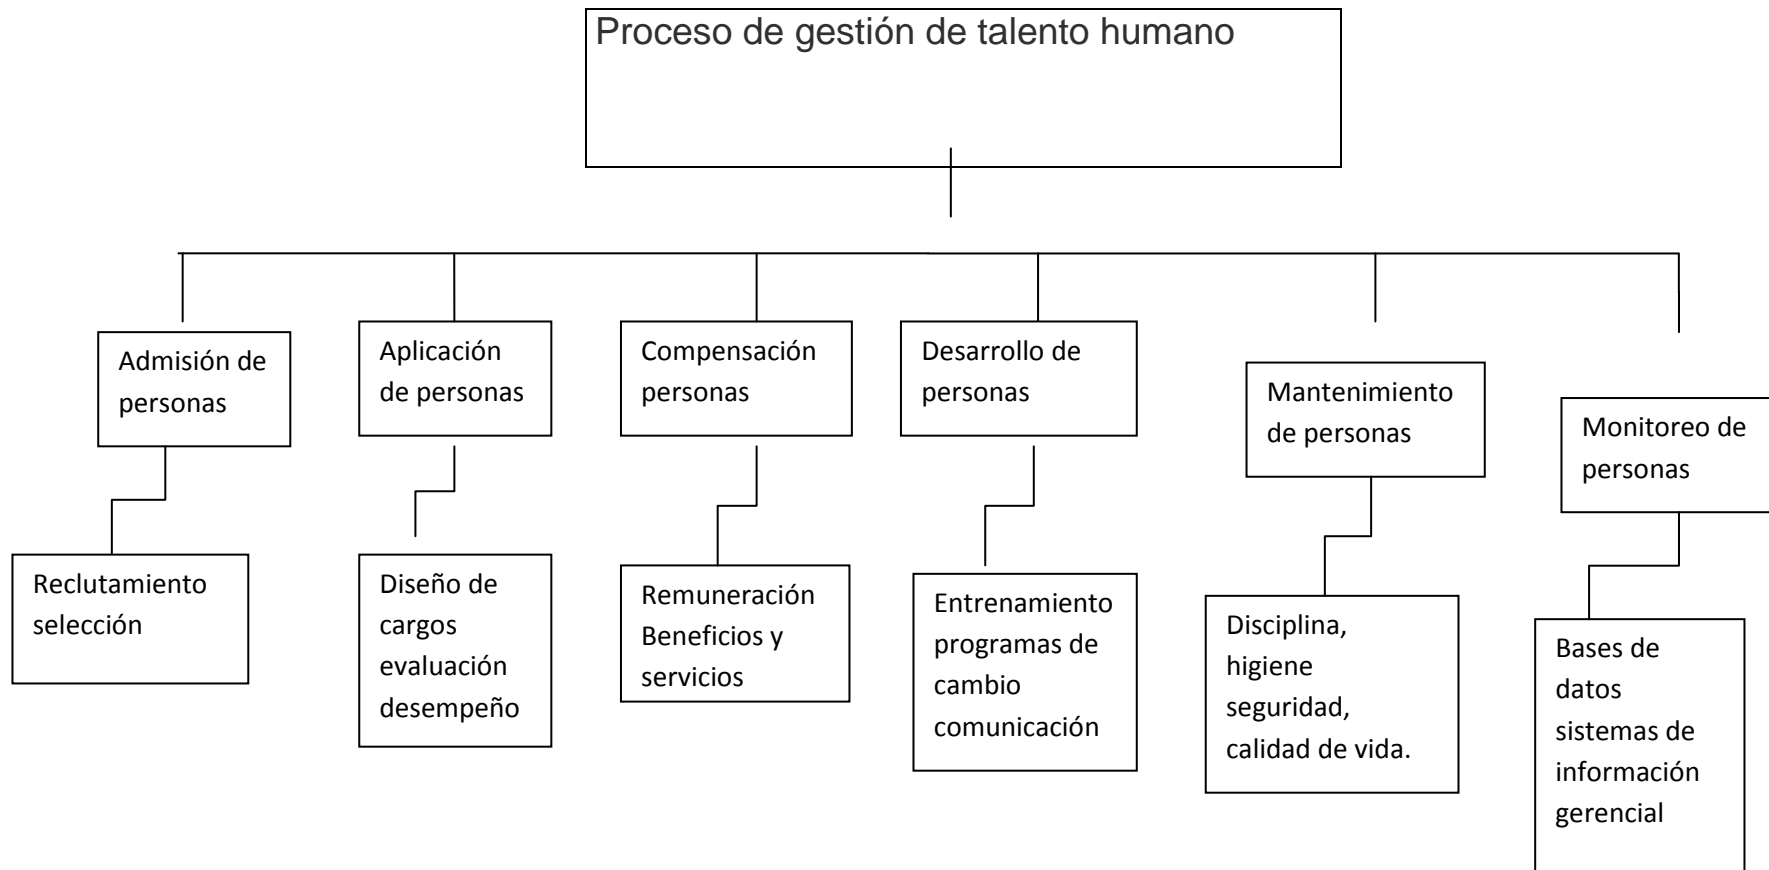 Proceso de gestión de talento humano
Admisión de
personas
Aplicación
de personas
Compensación
personas
Desarrollo de
personas
Mantenimiento
de personas
Monitoreo de
personas
Reclutamiento
selección
Diseño de
cargos
evaluación
desempeño
Remuneración
Beneficios y
servicios
Entrenamiento
programas de
cambio
comunicación
Disciplina,
higiene
seguridad,
calidad de vida.
Bases de
datos
sistemas de
información
gerencial